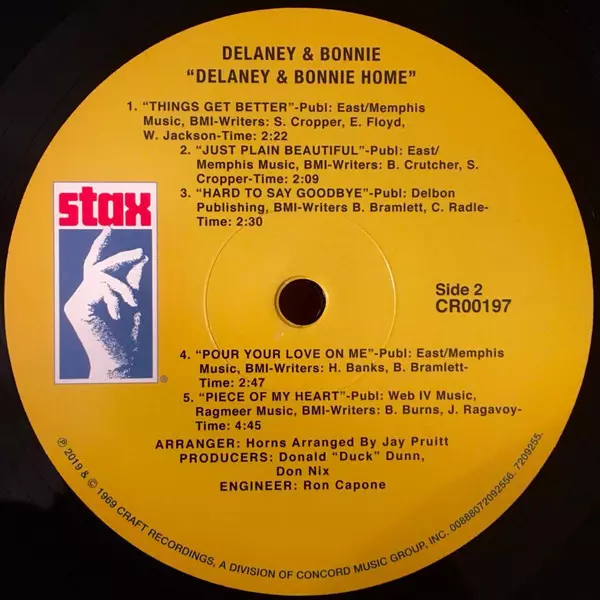 DELANEY & BONNIE
"DELANEY & BONNIE HOME"
1. "THINGS GET BETTER"-Publ: East/Memphis
Music, BMI-Writers: S. Cropper, E. Floyd,
W. Jackson-Time: 2:22
2. "JUST PLAIN BEAUTIFUL"-Publ: East/
Memphis Music, BMI-Writers: B. Crutcher, S.
Cropper-Time: 2:09
3. "HARD TO SAY GOODBYE"-Publ: Delbon
Publishing, BMI-Writers B. Bramlett, C. Radle-
Time: 2:30
stax
®
Side 2
CR00197
4. "POUR YOUR LOVE ON ME"-Publ: East/Memphis
Music, BMI-Writers: H. Banks, B. Bramlett-
Time: 2:47
5. "PIECE OF MY HEART"-Publ: Web IV Music,
Ragmeer Music, BMI-Writers: B. Burns, J. Ragavoy-
Time: 4:45
ARRANGER: Horns Arranged By Jay Pruitt
PRODUCERS: Donald "Duck" Dunn,
Don Nix
ENGINEER: Ron Capone
℗ 2019 & © 1969 CRAFT RECORDINGS, A DIVISION OF CONCORD MUSIC GROUP, INC. 00888072092556. 7209255.